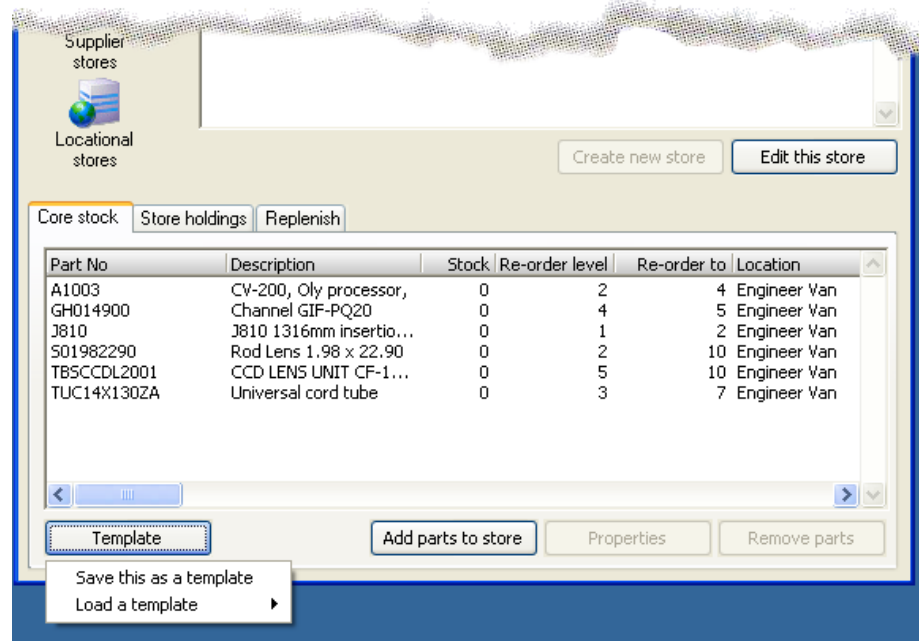 Supplier
stores
Locational
stores
Create new store
Edit this store
Core stock
Store holdings
Replenish
Part No Description Stock Re-order level Re-order to Location
A1003 CV-200, Oly processor, 0 2 4 Engineer Van
GH014900 Channel GIF-PQ20 0 4 5 Engineer Van
J810 J810 1316mm insertio... 0 1 2 Engineer Van
S01982290 Rod Lens 1.98 x 22.90 0 2 10 Engineer Van
TBSCCDL2001 CCD LENS UNIT CF-1... 0 5 10 Engineer Van
TUC14X130ZA Universal cord tube 0 3 7 Engineer Van
Template
Add parts to store
Properties
Remove parts
Save this as a template
Load a template